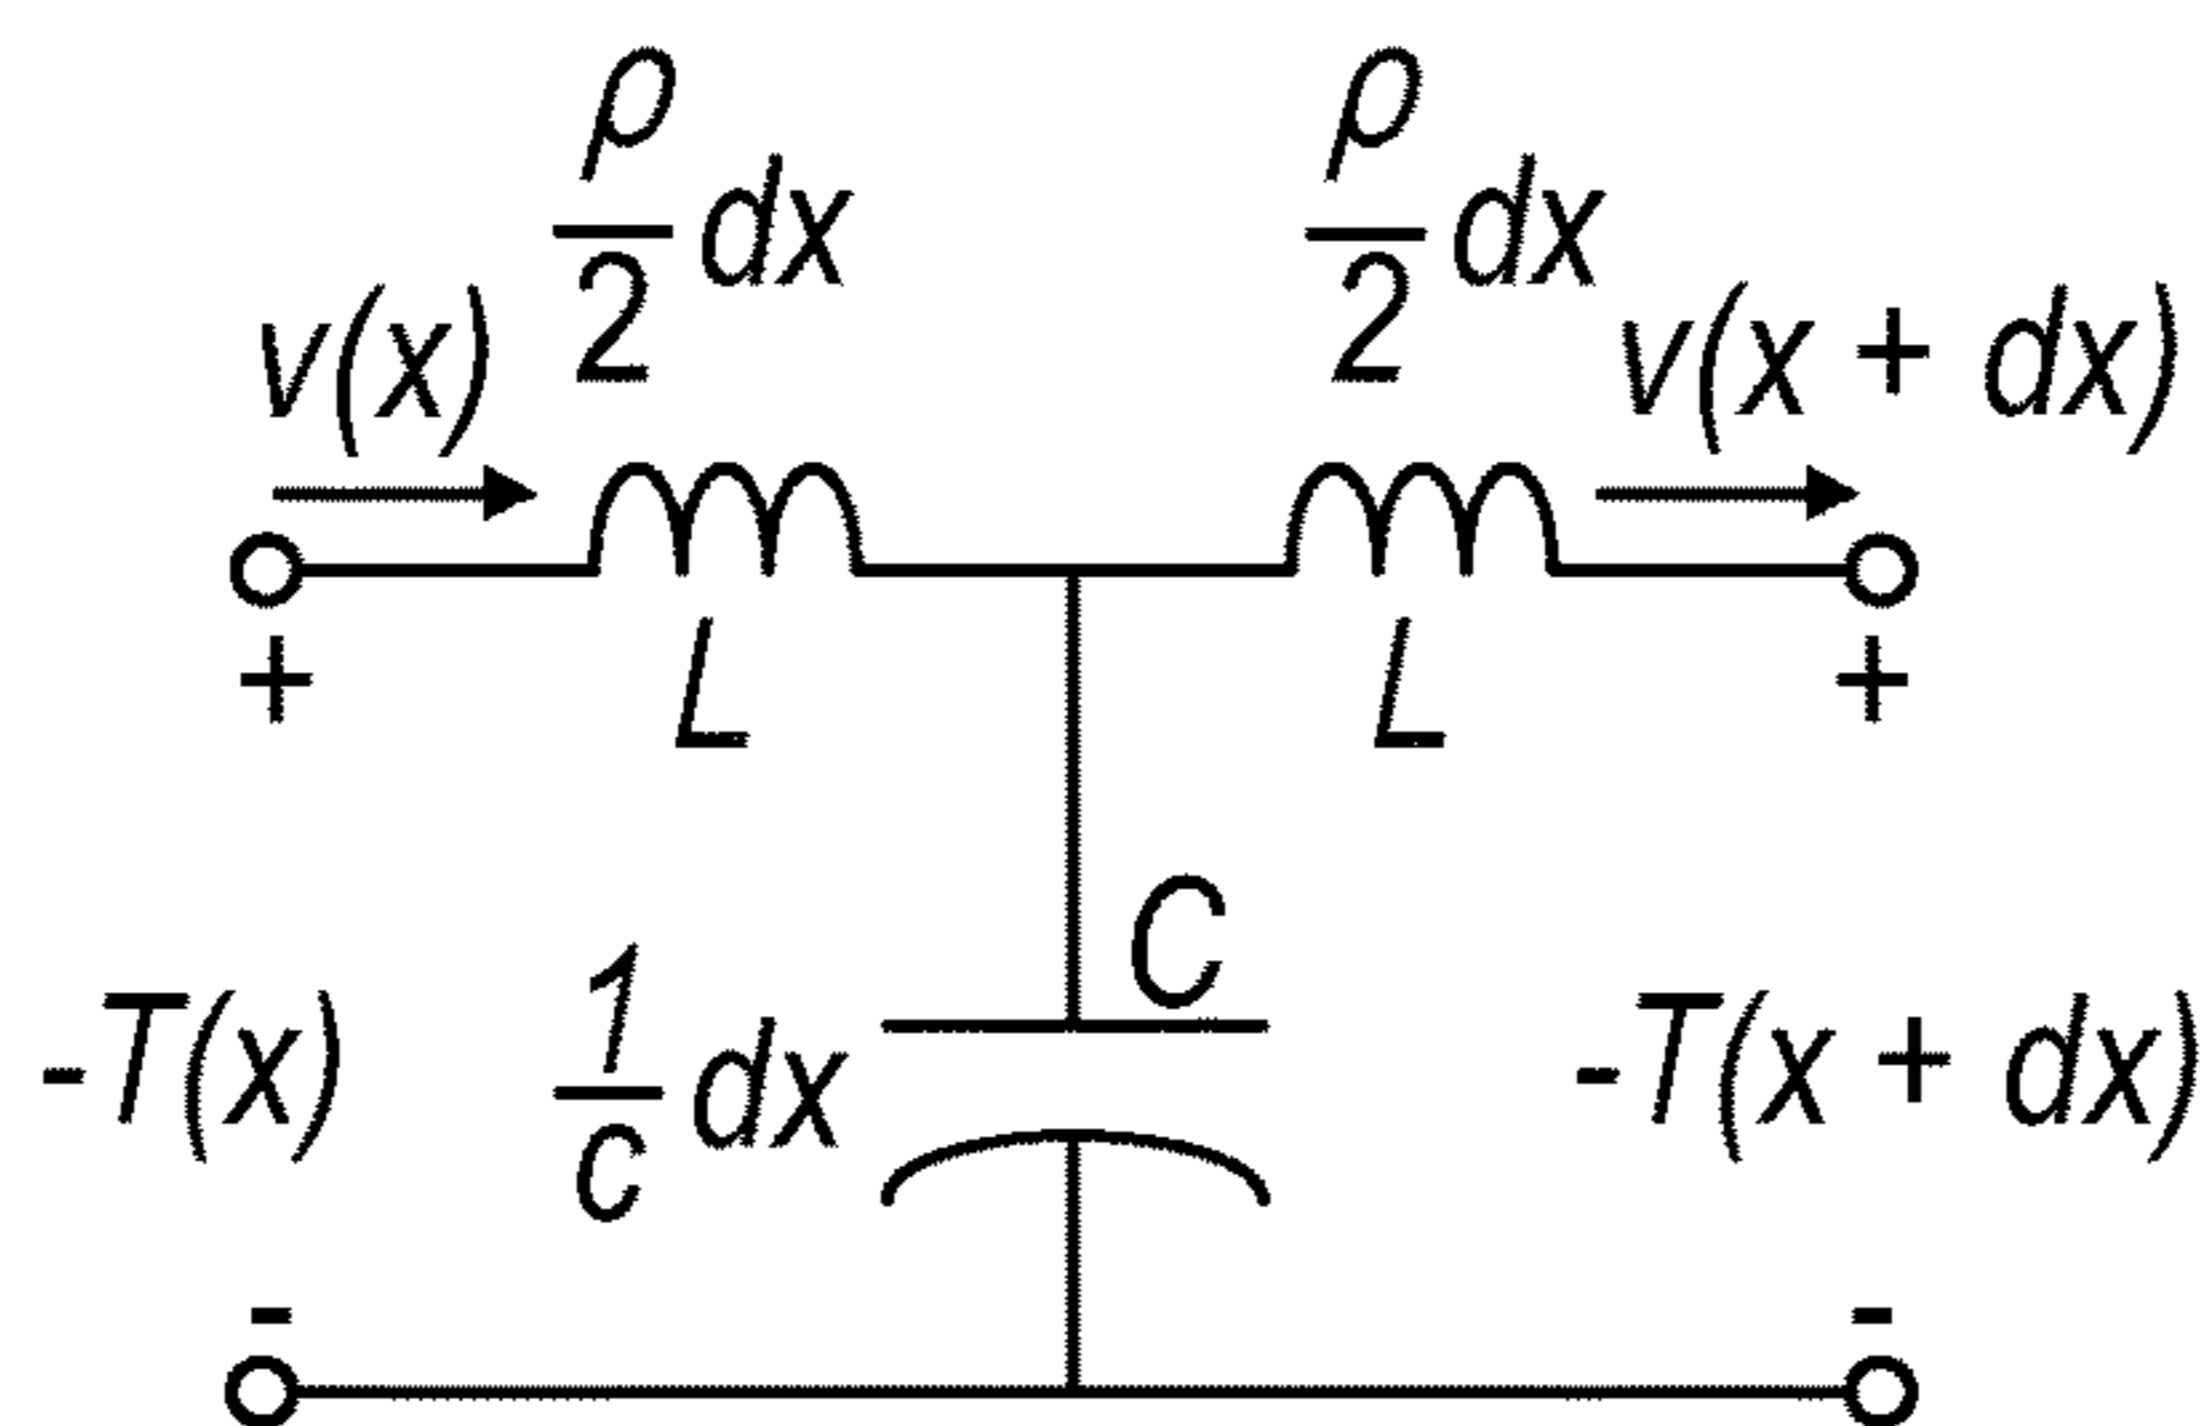 ρ/2 dx
ρ/2 dx
v(x)
v(x + dx)
+
L
L
+
C
-T(x)
1/c dx
-T(x + dx)
-
-